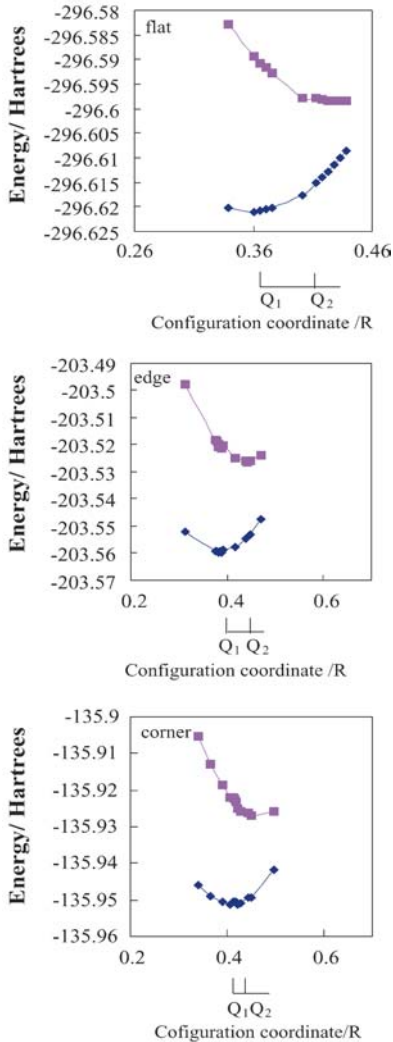 Energy/ Hartrees
-296.58
-296.585
-296.59
-296.595
-296.6
-296.605
-296.61
-296.615
-296.62
-296.625
flat
0.26 0.36 0.46
Q1 Q2
Configuration coordinate /R
Energy/ Hartrees
-203.49
-203.5
-203.51
-203.52
-203.53
-203.54
-203.55
-203.56
-203.57
edge
0.2 0.4 0.6
Q1 Q2
Configuration coordinate /R
Energy/ Hartrees
-135.9
-135.91
-135.92
-135.93
-135.94
-135.95
-135.96
corner
0.2 0.4 0.6
Q1Q2
Cofiguration coordinate/R